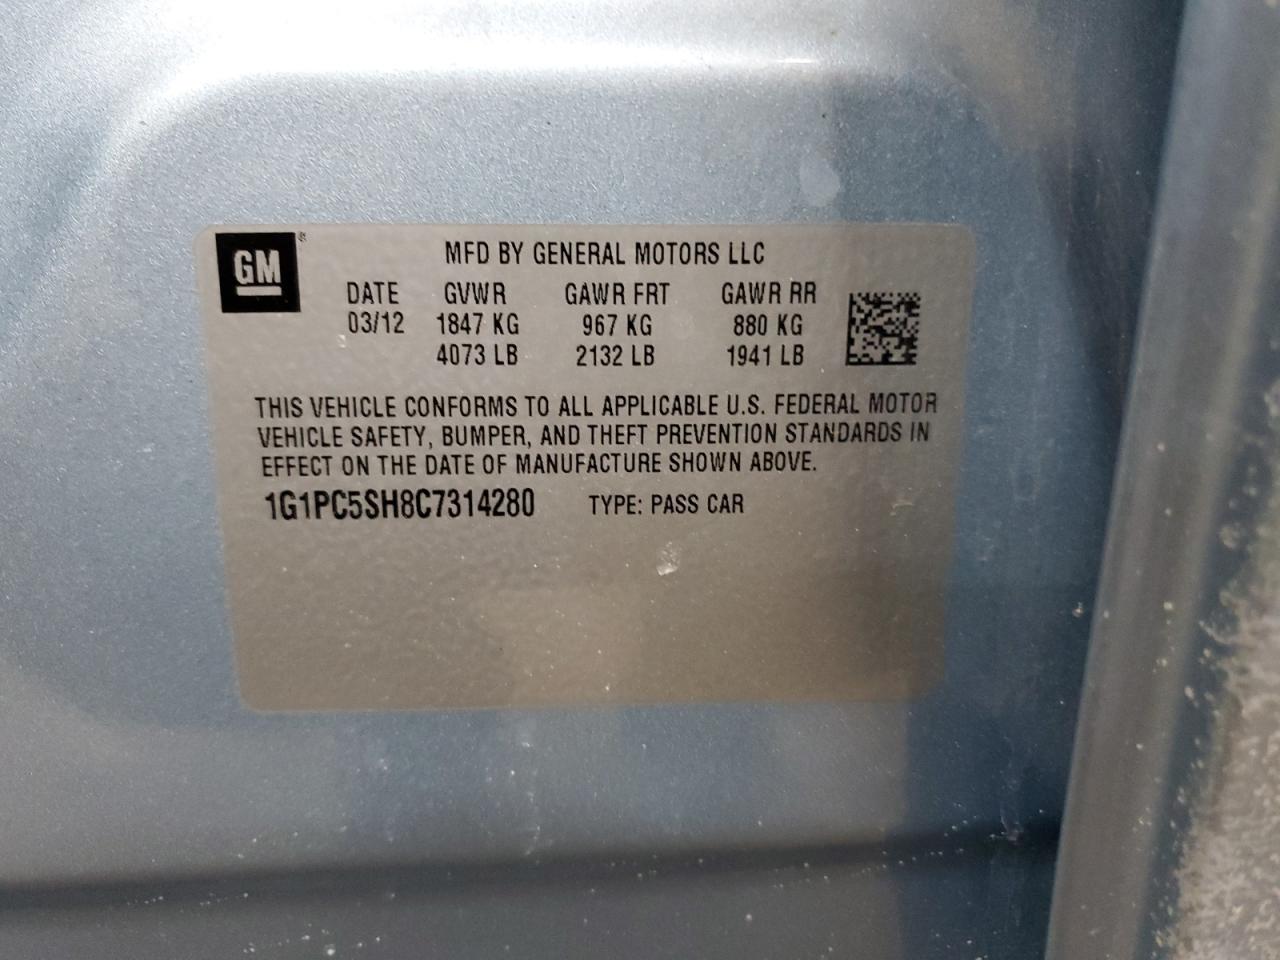 GM ®
MFD BY GENERAL MOTORS LLC
DATE GVWR GAWR FRT GAWR RR
03/12 1847 KG 967 KG 880 KG
4073 LB 2132 LB 1941 LB
THIS VEHICLE CONFORMS TO ALL APPLICABLE U.S. FEDERAL MOTOR
VEHICLE SAFETY, BUMPER, AND THEFT PREVENTION STANDARDS IN
EFFECT ON THE DATE OF MANUFACTURE SHOWN ABOVE.
1G1PC5SH8C7314280 TYPE: PASS CAR